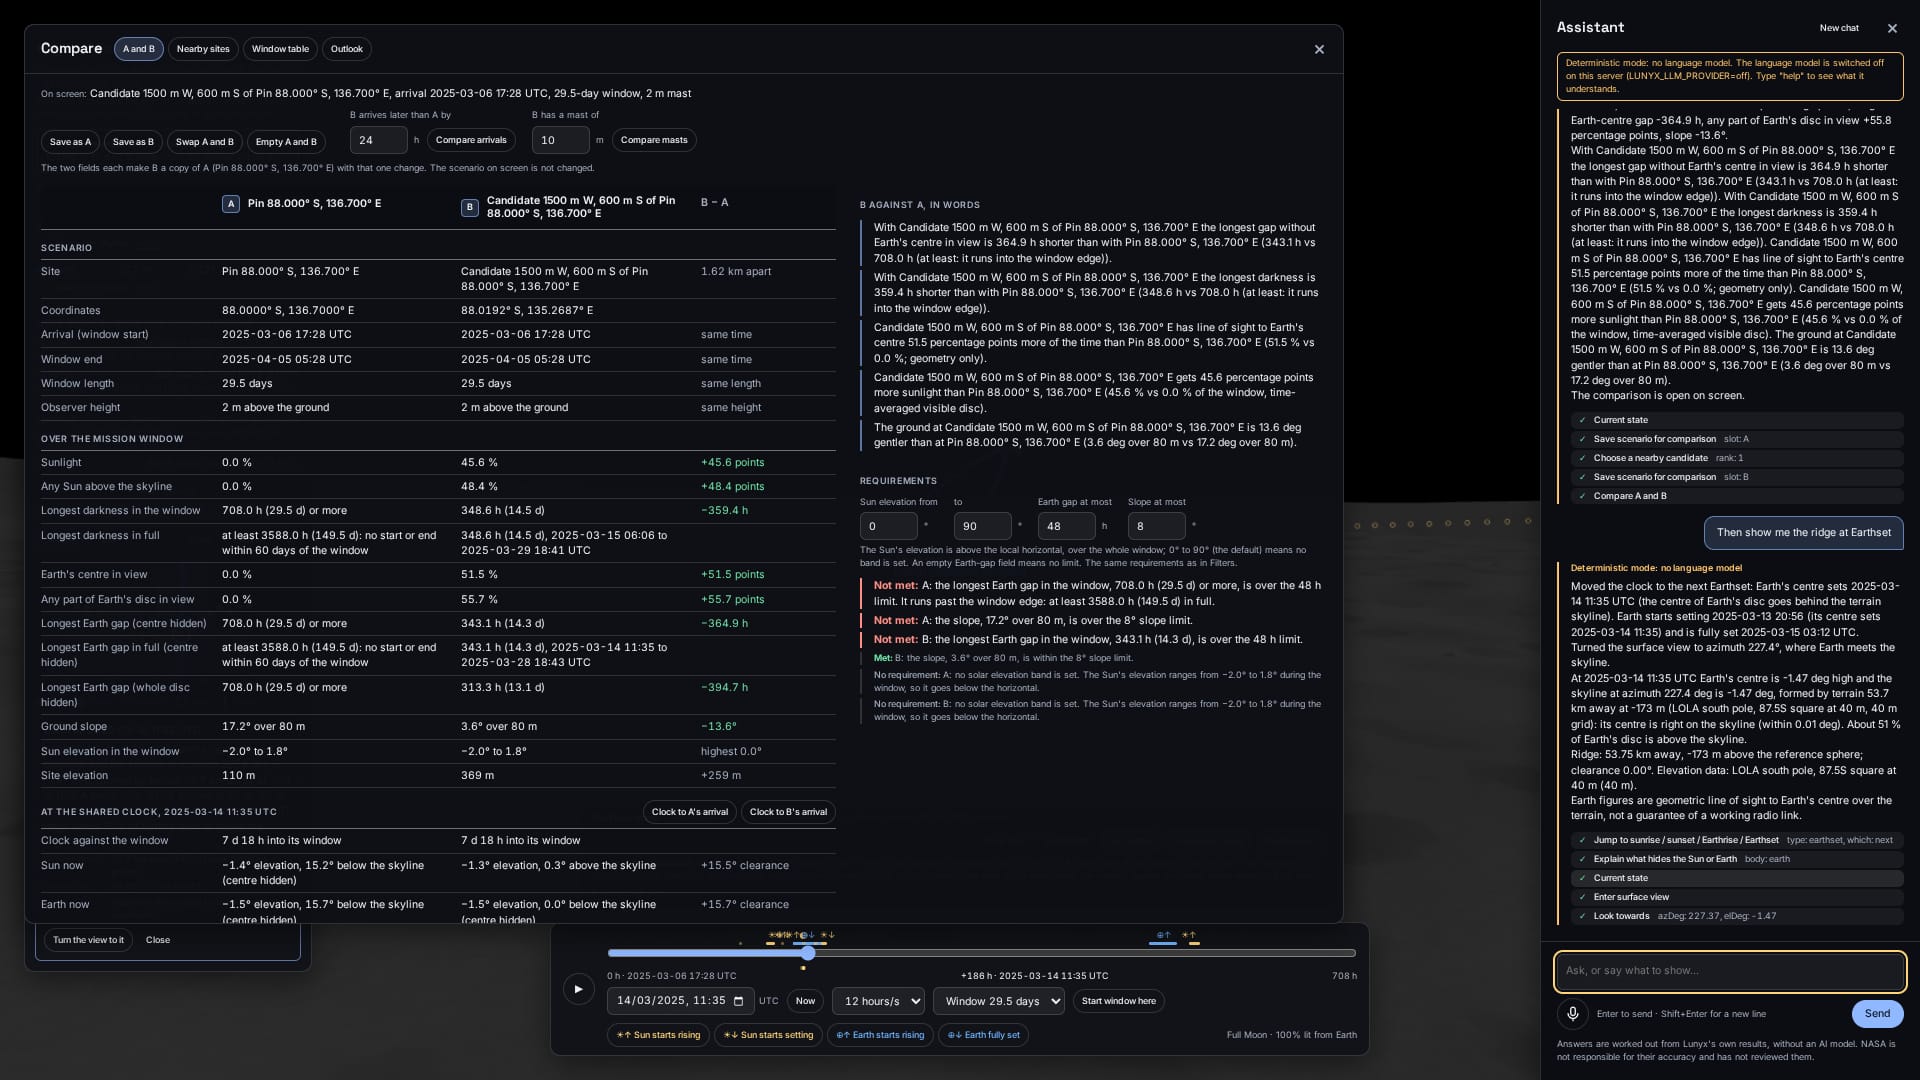 Compare
A and B
Nearby sites
Window table
Outlook
On screen: Candidate 1500 m W, 600 m S of Pin 88.000° S, 136.700° E, arrival 2025-03-06 17:28 UTC, 29.5-day window, 2 m mast
B arrives later than A by
B has a mast of
Save as A
Save as B
Swap A and B
Empty A and B
24 h
Compare arrivals
10 m
Compare masts
The two fields each make B a copy of A (Pin 88.000° S, 136.700° E) with that one change. The scenario on screen is not changed.
A Pin 88.000° S, 136.700° E
B Candidate 1500 m W, 600 m S of Pin
88.000° S, 136.700° E
B − A
SCENARIO
Site
Pin 88.000° S, 136.700° E
Candidate 1500 m W, 600 m S of Pin
88.000° S, 136.700° E
1.62 km apart
Coordinates 88.0000° S, 136.7000° E 88.0192° S, 135.2687° E
Arrival (window start) 2025-03-06 17:28 UTC 2025-03-06 17:28 UTC same time
Window end 2025-04-05 05:28 UTC 2025-04-05 05:28 UTC same time
Window length 29.5 days 29.5 days same length
Observer height 2 m above the ground 2 m above the ground same height
OVER THE MISSION WINDOW
Sunlight 0.0 % 45.6 % +45.6 points
Any Sun above the skyline 0.0 % 48.4 % +48.4 points
Longest darkness in the window 708.0 h (29.5 d) or more 348.6 h (14.5 d) −359.4 h
Longest darkness in full
at least 3588.0 h (149.5 d): no start or end
within 60 days of the window
348.6 h (14.5 d), 2025-03-15 06:06 to
2025-03-29 18:41 UTC
Earth's centre in view 0.0 % 51.5 % +51.5 points
Any part of Earth's disc in view 0.0 % 55.7 % +55.7 points
Longest Earth gap (centre hidden) 708.0 h (29.5 d) or more 343.1 h (14.3 d) −364.9 h
Longest Earth gap in full (centre
hidden)
at least 3588.0 h (149.5 d): no start or end
within 60 days of the window
343.1 h (14.3 d), 2025-03-14 11:35 to
2025-03-28 18:43 UTC
Longest Earth gap (whole disc
hidden)
708.0 h (29.5 d) or more
313.3 h (13.1 d)
−394.7 h
Ground slope 17.2° over 80 m 3.6° over 80 m −13.6°
Sun elevation in the window −2.0° to 1.8° −2.0° to 1.8° highest 0.0°
Site elevation 110 m 369 m +259 m
AT THE SHARED CLOCK, 2025-03-14 11:35 UTC
Clock to A's arrival
Clock to B's arrival
Clock against the window 7 d 18 h into its window 7 d 18 h into its window
Sun now
−1.4° elevation, 15.2° below the skyline
(centre hidden)
−1.3° elevation, 0.3° above the skyline
+15.5° clearance
Earth now
−1.5° elevation, 15.7° below the skyline
(centre hidden)
−1.5° elevation, 0.0° below the skyline
(centre hidden)
+15.7° clearance
B AGAINST A, IN WORDS
With Candidate 1500 m W, 600 m S of Pin 88.000° S, 136.700° E the longest gap without
Earth's centre in view is 364.9 h shorter than with Pin 88.000° S, 136.700° E (343.1 h vs
708.0 h (at least: it runs into the window edge)).
With Candidate 1500 m W, 600 m S of Pin 88.000° S, 136.700° E the longest darkness is
359.4 h shorter than with Pin 88.000° S, 136.700° E (348.6 h vs 708.0 h (at least: it runs
into the window edge)).
Candidate 1500 m W, 600 m S of Pin 88.000° S, 136.700° E has line of sight to Earth's
centre 51.5 percentage points more of the time than Pin 88.000° S, 136.700° E (51.5 % vs
0.0 %; geometry only).
Candidate 1500 m W, 600 m S of Pin 88.000° S, 136.700° E gets 45.6 percentage points
more sunlight than Pin 88.000° S, 136.700° E (45.6 % vs 0.0 % of the window, time-
averaged visible disc).
The ground at Candidate 1500 m W, 600 m S of Pin 88.000° S, 136.700° E is 13.6 deg
gentler than at Pin 88.000° S, 136.700° E (3.6 deg over 80 m vs 17.2 deg over 80 m).
REQUIREMENTS
Sun elevation from to Earth gap at most Slope at most
0 ° 90 ° 48 h 8 °
The Sun's elevation is above the local horizontal, over the whole window; 0° to 90° (the default) means no
band is set. An empty Earth-gap field means no limit. The same requirements as in Filters.
Not met: A: the longest Earth gap in the window, 708.0 h (29.5 d) or more, is over the 48 h
limit. It runs past the window edge: at least 3588.0 h (149.5 d) in full.
Not met: A: the slope, 17.2° over 80 m, is over the 8° slope limit.
Not met: B: the longest Earth gap in the window, 343.1 h (14.3 d), is over the 48 h limit.
Met: B: the slope, 3.6° over 80 m, is within the 8° slope limit.
No requirement: A: no solar elevation band is set. The Sun's elevation ranges from −2.0° to 1.8° during the
window, so it goes below the horizontal.
No requirement: B: no solar elevation band is set. The Sun's elevation ranges from −2.0° to 1.8° during the
window, so it goes below the horizontal.
Turn the view to it
Close
0 h · 2025-03-06 17:28 UTC
+186 h · 2025-03-14 11:35 UTC
708 h
14/03/2025, 11:35
UTC
Now
12 hours/s
Window 29.5 days
Start window here
Sun starts rising
Sun starts setting
Earth starts rising
Earth fully set
Full Moon · 100% lit from Earth
Assistant
New chat
Deterministic mode: no language model. The language model is switched off
on this server (LUNYX_LLM_PROVIDER=off). Type "help" to see what it
understands.
Earth-centre gap -364.9 h, any part of Earth's disc in view +55.8
percentage points, slope -13.6°.
With Candidate 1500 m W, 600 m S of Pin 88.000° S, 136.700° E
the longest gap without Earth's centre in view is 364.9 h shorter
than with Pin 88.000° S, 136.700° E (343.1 h vs 708.0 h (at least:
it runs into the window edge)). With Candidate 1500 m W, 600 m S
of Pin 88.000° S, 136.700° E the longest darkness is 359.4 h
shorter than with Pin 88.000° S, 136.700° E (348.6 h vs 708.0 h
(at least: it runs into the window edge)). Candidate 1500 m W, 600
m S of Pin 88.000° S, 136.700° E has line of sight to Earth's centre
51.5 percentage points more of the time than Pin 88.000° S,
136.700° E (51.5 % vs 0.0 %; geometry only). Candidate 1500 m W,
600 m S of Pin 88.000° S, 136.700° E gets 45.6 percentage points
more sunlight than Pin 88.000° S, 136.700° E (45.6 % vs 0.0 % of
the window, time-averaged visible disc). The ground at Candidate
1500 m W, 600 m S of Pin 88.000° S, 136.700° E is 13.6 deg
gentler than at Pin 88.000° S, 136.700° E (3.6 deg over 80 m vs
17.2 deg over 80 m).
The comparison is open on screen.
✓ Current state
✓ Save scenario for comparison slot: A
✓ Choose a nearby candidate rank: 1
✓ Save scenario for comparison slot: B
✓ Compare A and B
Then show me the ridge at Earthset
Deterministic mode: no language model
Moved the clock to the next Earthset: Earth's centre sets 2025-03-
14 11:35 UTC (the centre of Earth's disc goes behind the terrain
skyline). Earth starts setting 2025-03-13 20:56 (its centre sets
2025-03-14 11:35) and is fully set 2025-03-15 03:12 UTC.
Turned the surface view to azimuth 227.4°, where Earth meets the
skyline.
At 2025-03-14 11:35 UTC Earth's centre is -1.47 deg high and the
skyline at azimuth 227.4 deg is -1.47 deg, formed by terrain 53.7
km away at -173 m (LOLA south pole, 87.5S square at 40 m, 40 m
grid): its centre is right on the skyline (within 0.01 deg). About 51 %
of Earth's disc is above the skyline.
Ridge: 53.75 km away, -173 m above the reference sphere;
clearance 0.00°. Elevation data: LOLA south pole, 87.5S square at
40 m (40 m).
Earth figures are geometric line of sight to Earth's centre over the
terrain, not a guarantee of a working radio link.
✓ Jump to sunrise / sunset / Earthrise / Earthset type: earthset, which: next
✓ Explain what hides the Sun or Earth body: earth
✓ Current state
✓ Enter surface view
✓ Look towards azDeg: 227.37, elDeg: −1.47
Ask, or say what to show...
Enter to send · Shift+Enter for a new line
Send
Answers are worked out from Lunyx's own results, without an AI model. NASA is
not responsible for their accuracy and has not reviewed them.